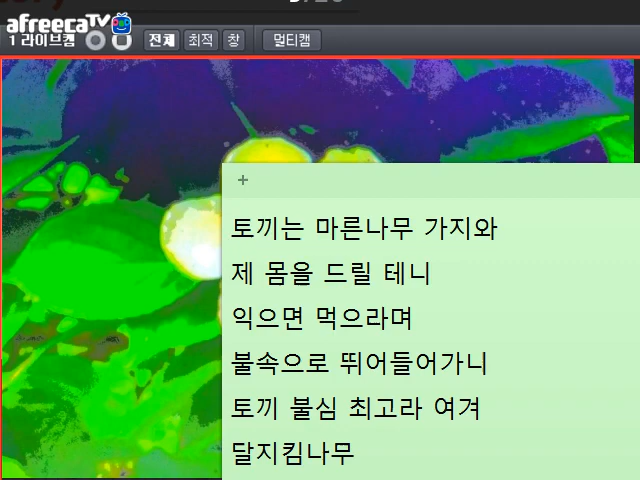 afreecaTV
1 라이브캠
전체
최적
창
멀티캠
+
토끼는 마른나무 가지와
제 몸을 드릴 테니
익으면 먹으라며
불속으로 뛰어들어가니
토끼 불심 최고라 여겨
달지킴나무